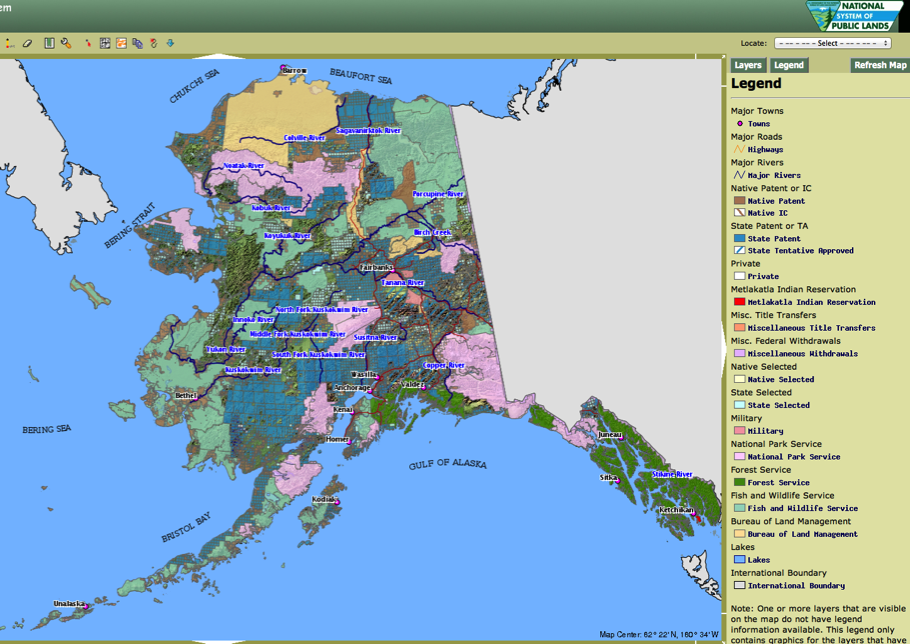 em
NATIONAL
SYSTEM OF
PUBLIC LANDS
Locate: -- -- -- -- -- Select -- -- -- -- --
Layers
Legend
Refresh Map
Legend
Major Towns
Towns
Major Roads
Highways
Major Rivers
Major Rivers
Native Patent or IC
Native Patent
Native IC
State Patent or TA
State Patent
State Tentative Approved
Private
Private
Metlakatla Indian Reservation
Metlakatla Indian Reservation
Misc. Title Transfers
Miscellaneous Title Transfers
Misc. Federal Withdrawals
Miscellaneous Withdrawals
Native Selected
Native Selected
State Selected
State Selected
Military
Military
National Park Service
National Park Service
Forest Service
Forest Service
Fish and Wildlife Service
Fish and Wildlife Service
Bureau of Land Management
Bureau of Land Management
Lakes
Lakes
International Boundary
International Boundary
Note: One or more layers that are visible
on the map do not have legend
information available. This legend only
contains graphics for the layers that have
CHUKCHI SEA
Barrow
BEAUFORT SEA
Sagavanirktok River
Colville River
Noatak River
Porcupine River
Kobuk River
BERING STRAIT
Koyukuk River
Birch Creek
Fairbanks
Tanana River
North Fork Kuskokwim River
Innoko River
Middle Fork Kuskokwim River
Susitna River
Yukon River
South Fork Kuskokwim River
Kuskokwim River
Copper River
Wasilla
Anchorage
Valdez
Bethel
Kenai
BERING SEA
Homer
Juneau
GULF OF ALASKA
Sitka
Stikine River
Kodiak
Ketchikan
BRISTOL BAY
Unalaska
Map Center: 62° 22'N, 160° 34'W